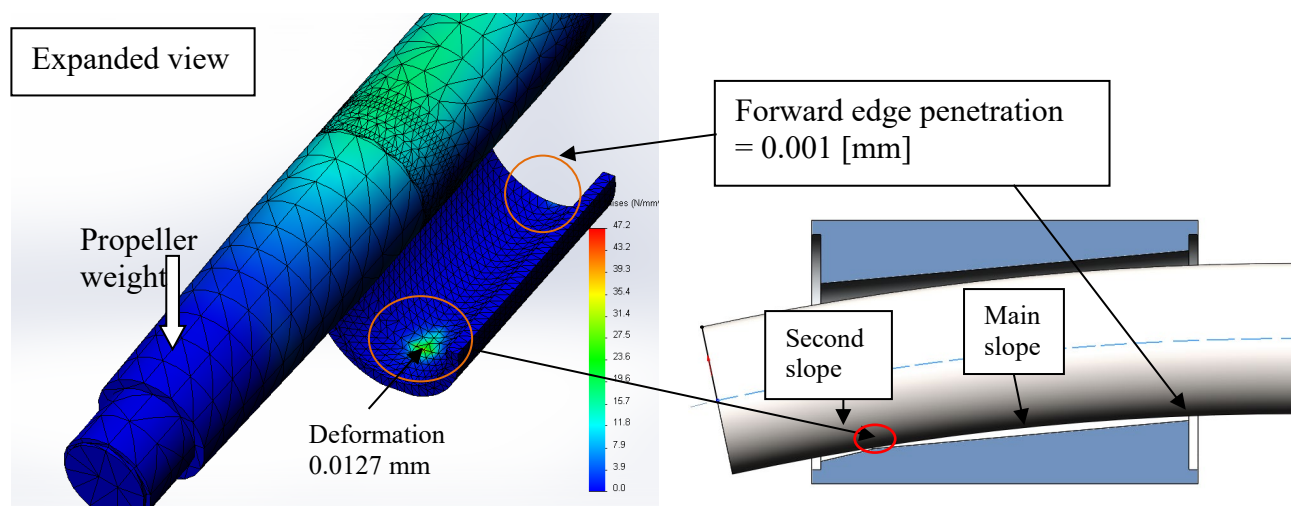 Expanded view
Forward edge penetration
= 0.001 [mm]
Propeller
weight
Deformation
0.0127 mm
ises (N/mm
47.2
43.2
39.3
35.4
31.4
27.5
23.6
19.6
15.7
11.8
7.9
3.9
0.0
Second
slope
Main
slope